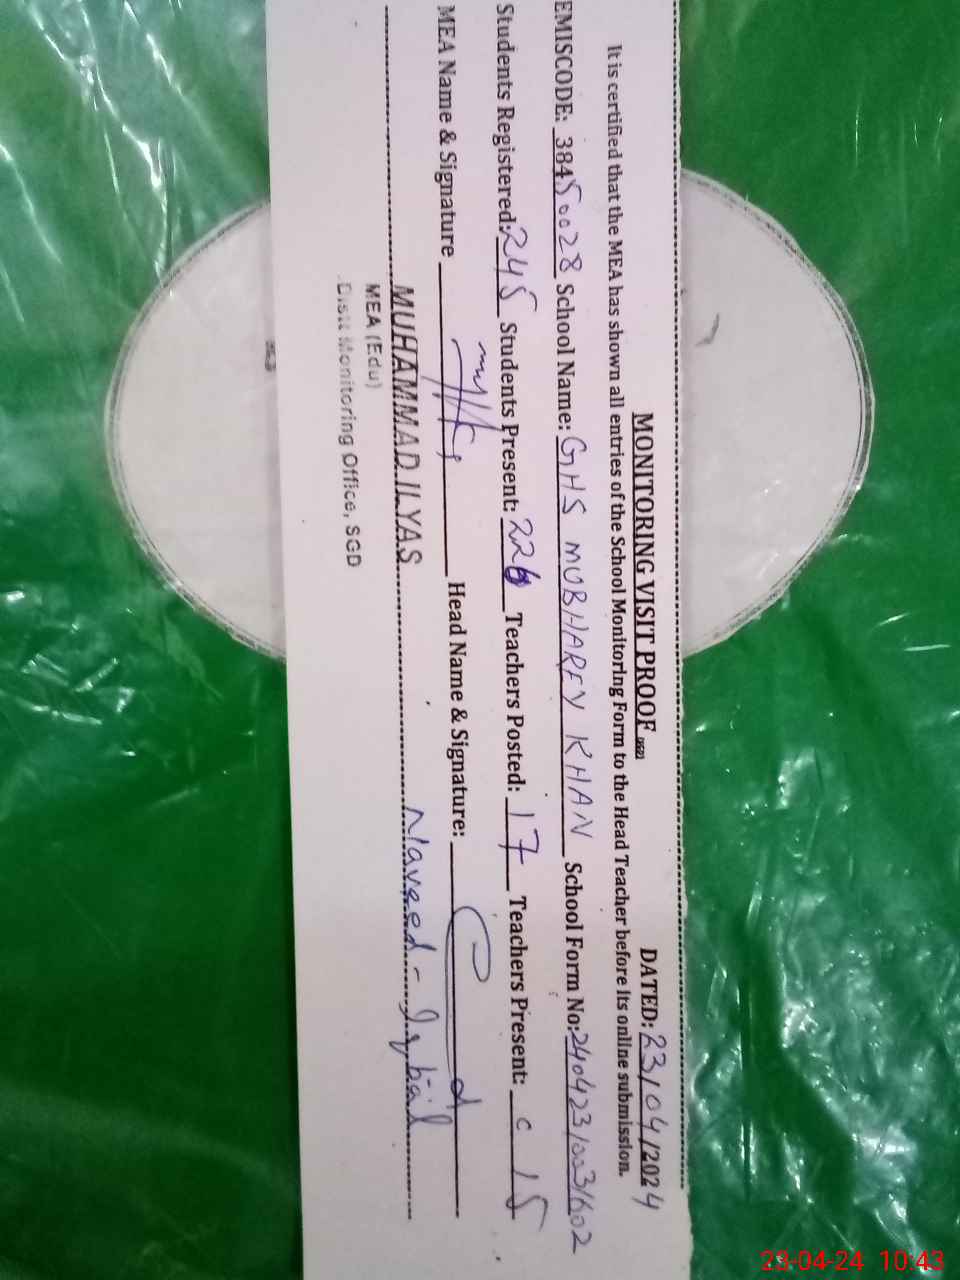 MONITORING VISIT PROOF DATED: 23/04/2024
It is certified that the MEA has shown all entries of the School Monitoring Form to the Head Teacher before its online submission.
EMISCODE: 38450028 School Name: GHS MUBHAREY KHAN School Form No: 240423/003/602
Students Registered: 245 Students Present: 226 Teachers Posted: 17 Teachers Present: 15
MEA Name & Signature Head Name & Signature:
MUHAMMAD ILYAS Naveed-Iqbal
MEA (Edu)
Distt Monitoring Office, SGD
23-04-24 10:43